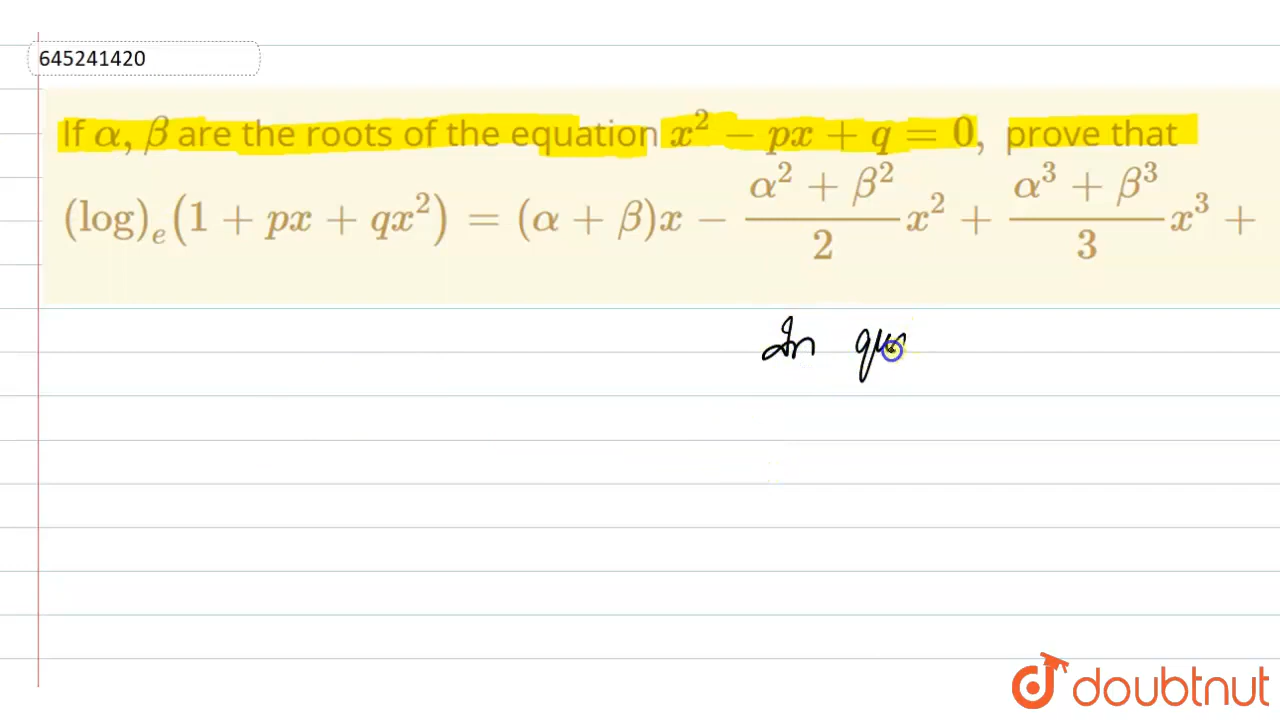 645241420
If α, β are the roots of the equation x² − px + q = 0, prove that
(log)ₑ(1 + px + qx²) = (α + β)x − (α² + β²)/2 x² + (α³ + β³)/3 x³ +
In
doubtnut